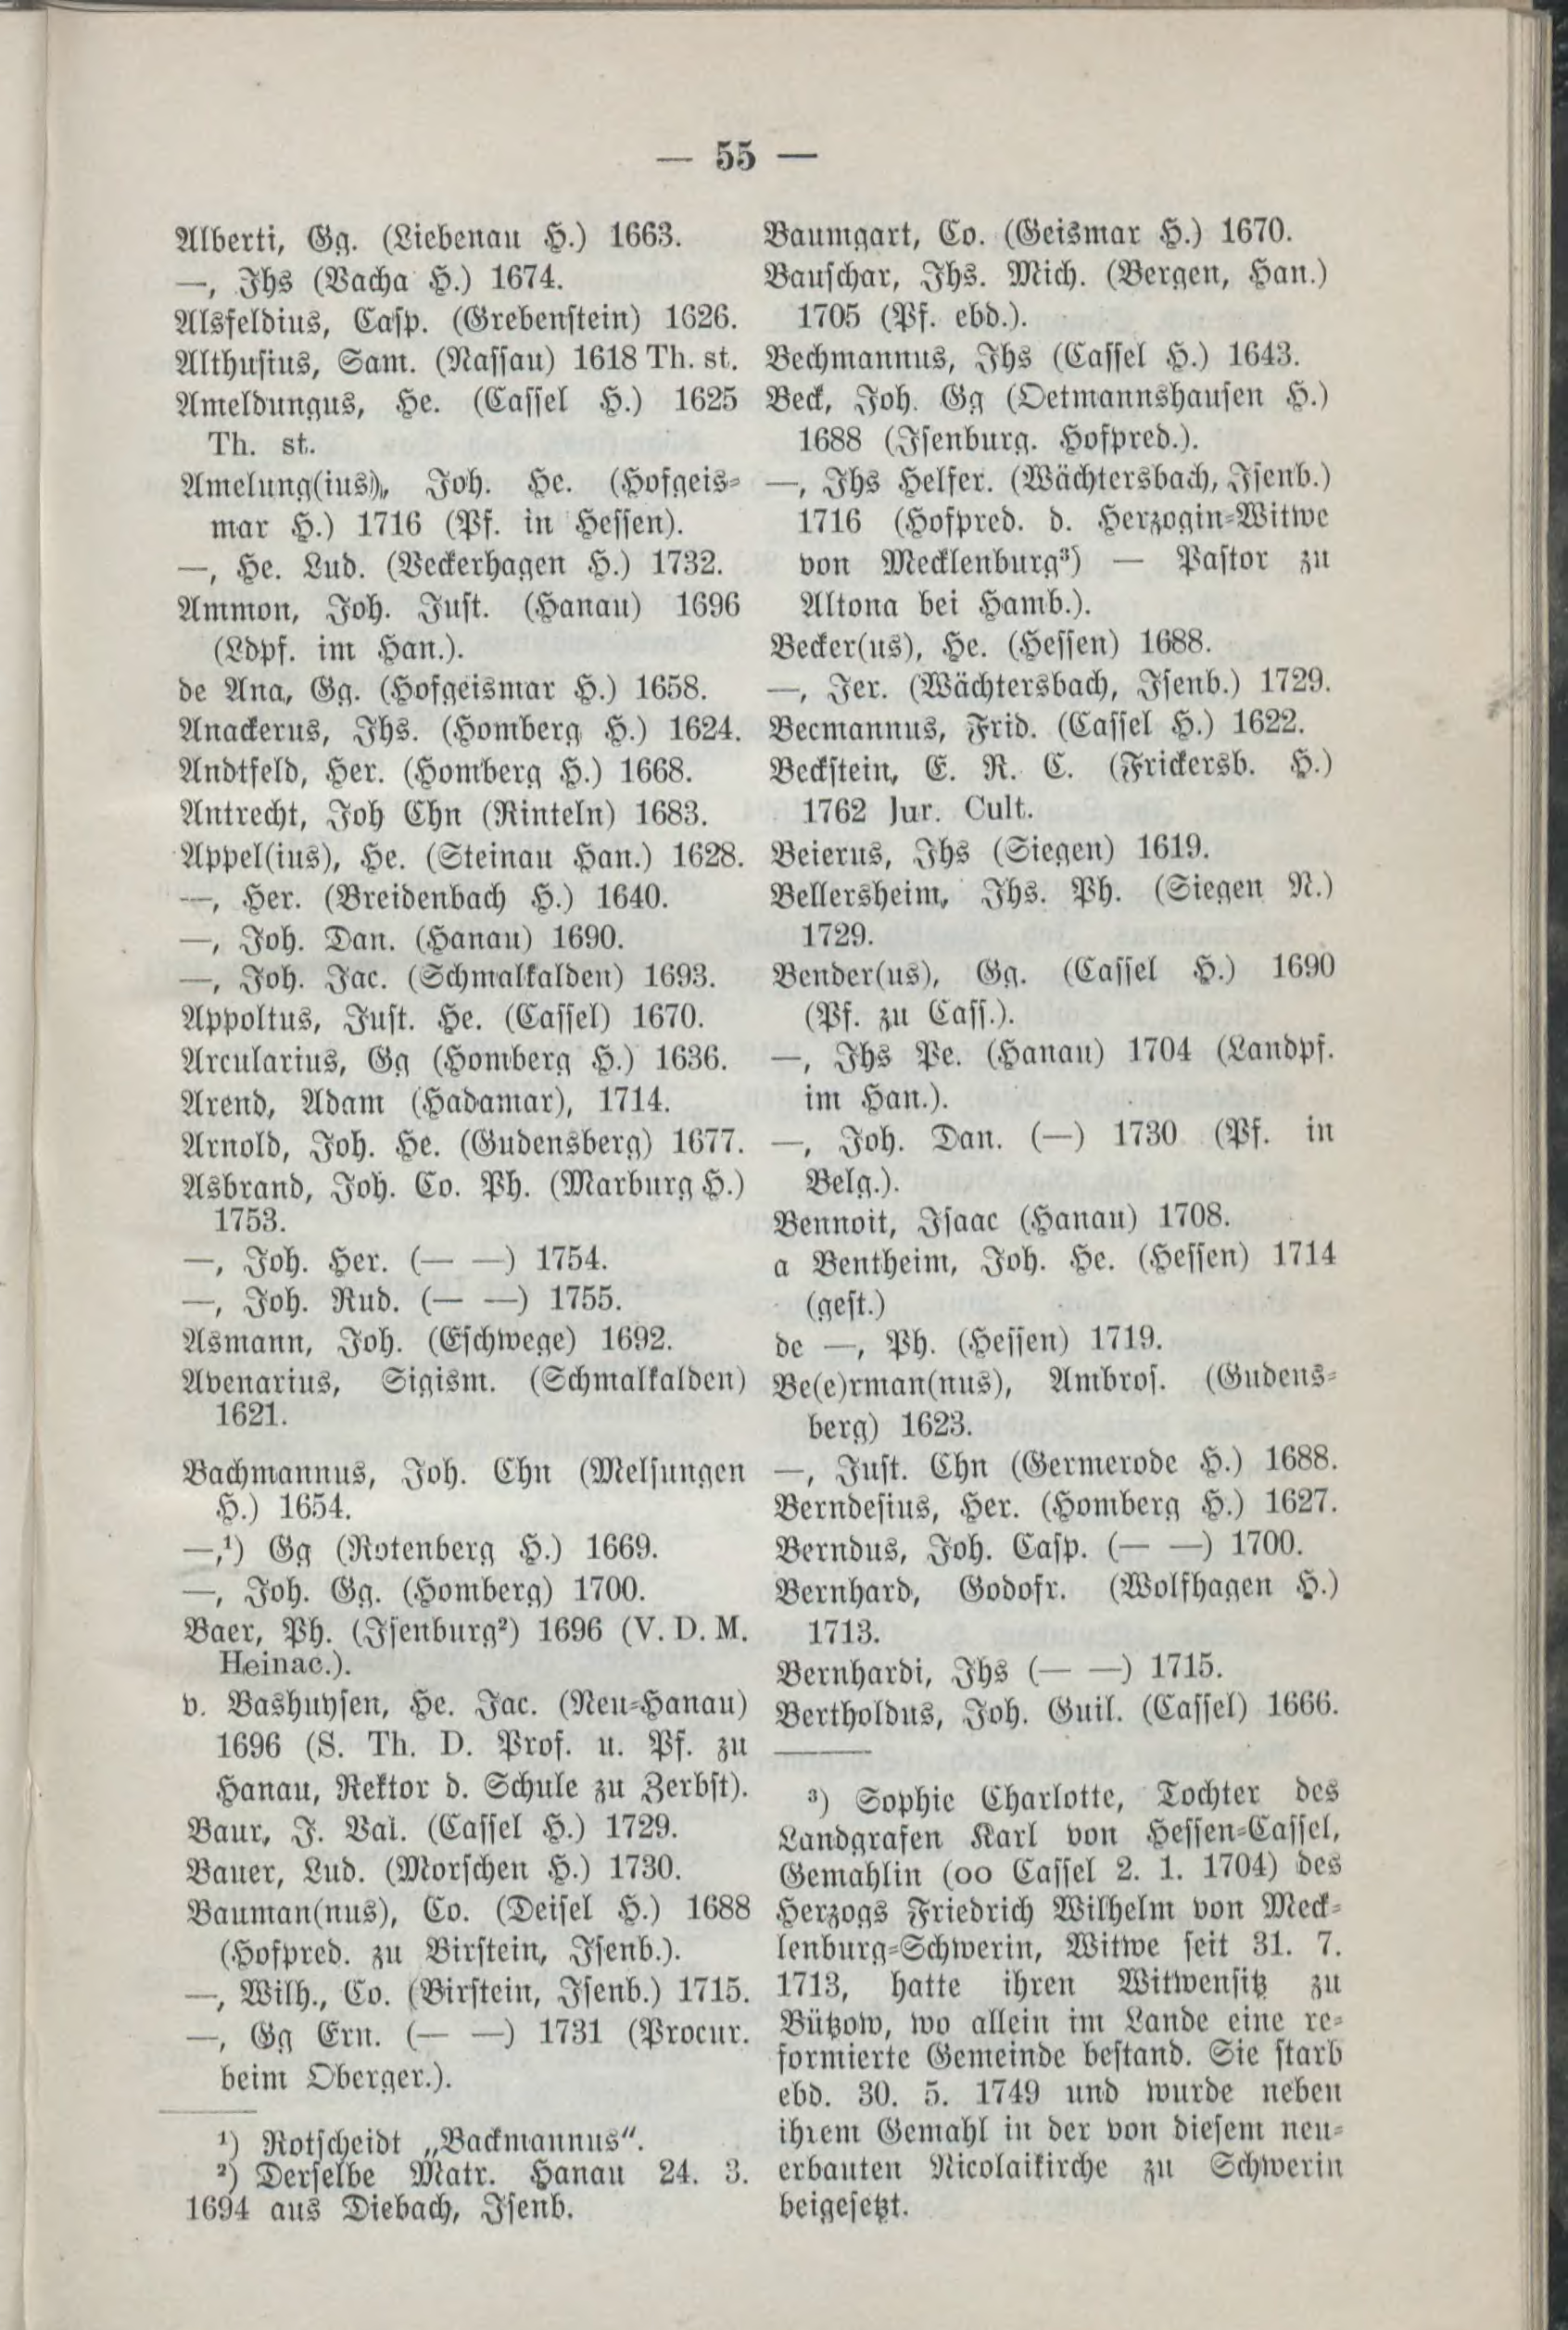 — 55 —
Alberti, Gg. (Liebenau H.) 1663.
—, Jhs (Vacha H.) 1674.
Alsfeldius, Casp. (Grebenstein) 1626.
Althusius, Sam. (Nassau) 1618 Th. st.
Ameldungus, He. (Cassel H.) 1625
Th. st.
Amelung(ius), Joh. He. (Hofgeis-
mar H.) 1716 (Pf. in Hessen).
—, He. Lud. (Veckerhagen H.) 1732.
Ammon, Joh. Just. (Hanau) 1696
(Ldpf. im Han.).
de Ana, Gg. (Hofgeismar H.) 1658.
Anackerus, Jhs. (Homberg H.) 1624.
Andtfeld, Her. (Homberg H.) 1668.
Antrecht, Joh Chn (Rinteln) 1683.
Appel(ius), He. (Steinau Han.) 1628.
—, Her. (Breidenbach H.) 1640.
—, Joh. Dan. (Hanau) 1690.
—, Joh. Jac. (Schmalkalden) 1693.
Appoltus, Just. He. (Cassel) 1670.
Arcularius, Gg (Homberg H.) 1636.
Arend, Adam (Hadamar), 1714.
Arnold, Joh. He. (Gudensberg) 1677.
Asbrand, Joh. Co. Ph. (Marburg H.)
1753.
—, Joh. Her. (— —) 1754.
—, Joh. Rud. (— —) 1755.
Asmann, Joh. (Eschwege) 1692.
Avenarius, Sigism. (Schmalkalden)
1621.
Bachmannus, Joh. Chn (Melsungen
H.) 1654.
—,¹) Gg (Rotenberg H.) 1669.
—, Joh. Gg. (Homberg) 1700.
Baer, Ph. (Isenburg²) 1696 (V. D. M.
Heinac.).
v. Bashuysen, He. Jac. (Neu-Hanau)
1696 (S. Th. D. Prof. u. Pf. zu
Hanau, Rektor d. Schule zu Zerbst).
Baur, J. Val. (Cassel H.) 1729.
Bauer, Lud. (Morschen H.) 1730.
Bauman(nus), Co. (Deisel H.) 1688
(Hofpred. zu Birstein, Isenb.).
—, Wilh., Co. (Birstein, Isenb.) 1715.
—, Gg Ern. (— —) 1731 (Procur.
beim Oberger.).
¹) Rotscheidt „Backmannus“.
²) Derselbe Matr. Hanau 24. 3.
1694 aus Diebach, Isenb.
Baumgart, Co. (Geismar H.) 1670.
Bauschar, Jhs. Mich. (Bergen, Han.)
1705 (Pf. ebd.).
Bechmannus, Jhs (Cassel H.) 1643.
Beck, Joh. Gg (Oetmannshausen H.)
1688 (Isenburg. Hofpred.).
—, Jhs Helfer. (Wächtersbach, Isenb.)
1716 (Hofpred. d. Herzogin-Witwe
von Mecklenburg³) — Pastor zu
Altona bei Hamb.).
Becker(us), He. (Hessen) 1688.
—, Jer. (Wächtersbach, Isenb.) 1729.
Becmannus, Frid. (Cassel H.) 1622.
Beckstein, E. R. C. (Frickersb. H.)
1762 Jur. Cult.
Beierus, Jhs (Siegen) 1619.
Bellersheim, Jhs. Ph. (Siegen N.)
1729.
Bender(us), Gg. (Cassel H.) 1690
(Pf. zu Cass.).
—, Jhs Pe. (Hanau) 1704 (Landpf.
im Han.).
—, Joh. Dan. (—) 1730 (Pf. in
Belg.).
Bennoit, Isaac (Hanau) 1708.
a Bentheim, Joh. He. (Hessen) 1714
(gest.)
de —, Ph. (Hessen) 1719.
Be(e)rman(nus), Ambros. (Gudens-
berg) 1623.
—, Just. Chn (Germerode H.) 1688.
Berndesius, Her. (Homberg H.) 1627.
Berndus, Joh. Casp. (— —) 1700.
Bernhard, Godofr. (Wolfhagen H.)
1713.
Bernhardi, Jhs (— —) 1715.
Bertholdus, Joh. Guil. (Cassel) 1666.
³) Sophie Charlotte, Tochter des
Landgrafen Karl von Hessen-Cassel,
Gemahlin (oo Cassel 2. 1. 1704) des
Herzogs Friedrich Wilhelm von Meck-
lenburg-Schwerin, Witwe seit 31. 7.
1713, hatte ihren Witwensitz zu
Bützow, wo allein im Lande eine re-
formierte Gemeinde bestand. Sie starb
ebd. 30. 5. 1749 und wurde neben
ihrem Gemahl in der von diesem neu-
erbauten Nicolaikirche zu Schwerin
beigesetzt.